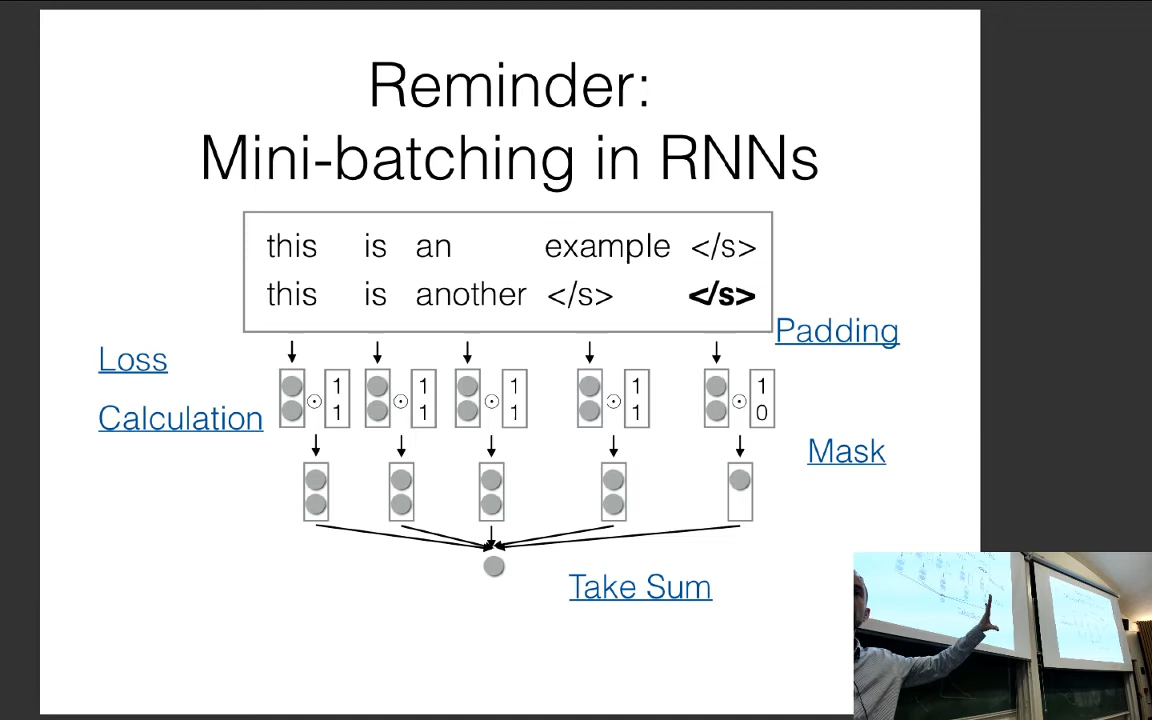 Reminder:
Mini-batching in RNNs
this is an example </s>
this is another </s> </s>
Padding
Loss
Calculation
1 1 1 1 1
1 1 1 1 0
Mask
Take Sum